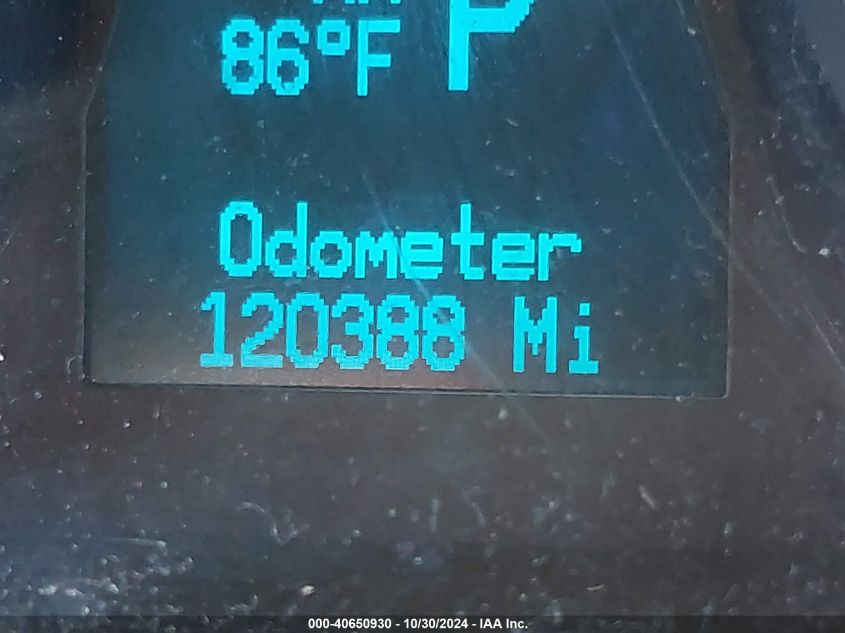 86°F P
Odometer
120388 Mi
000-40650930 - 10/30/2024 - IAA Inc.